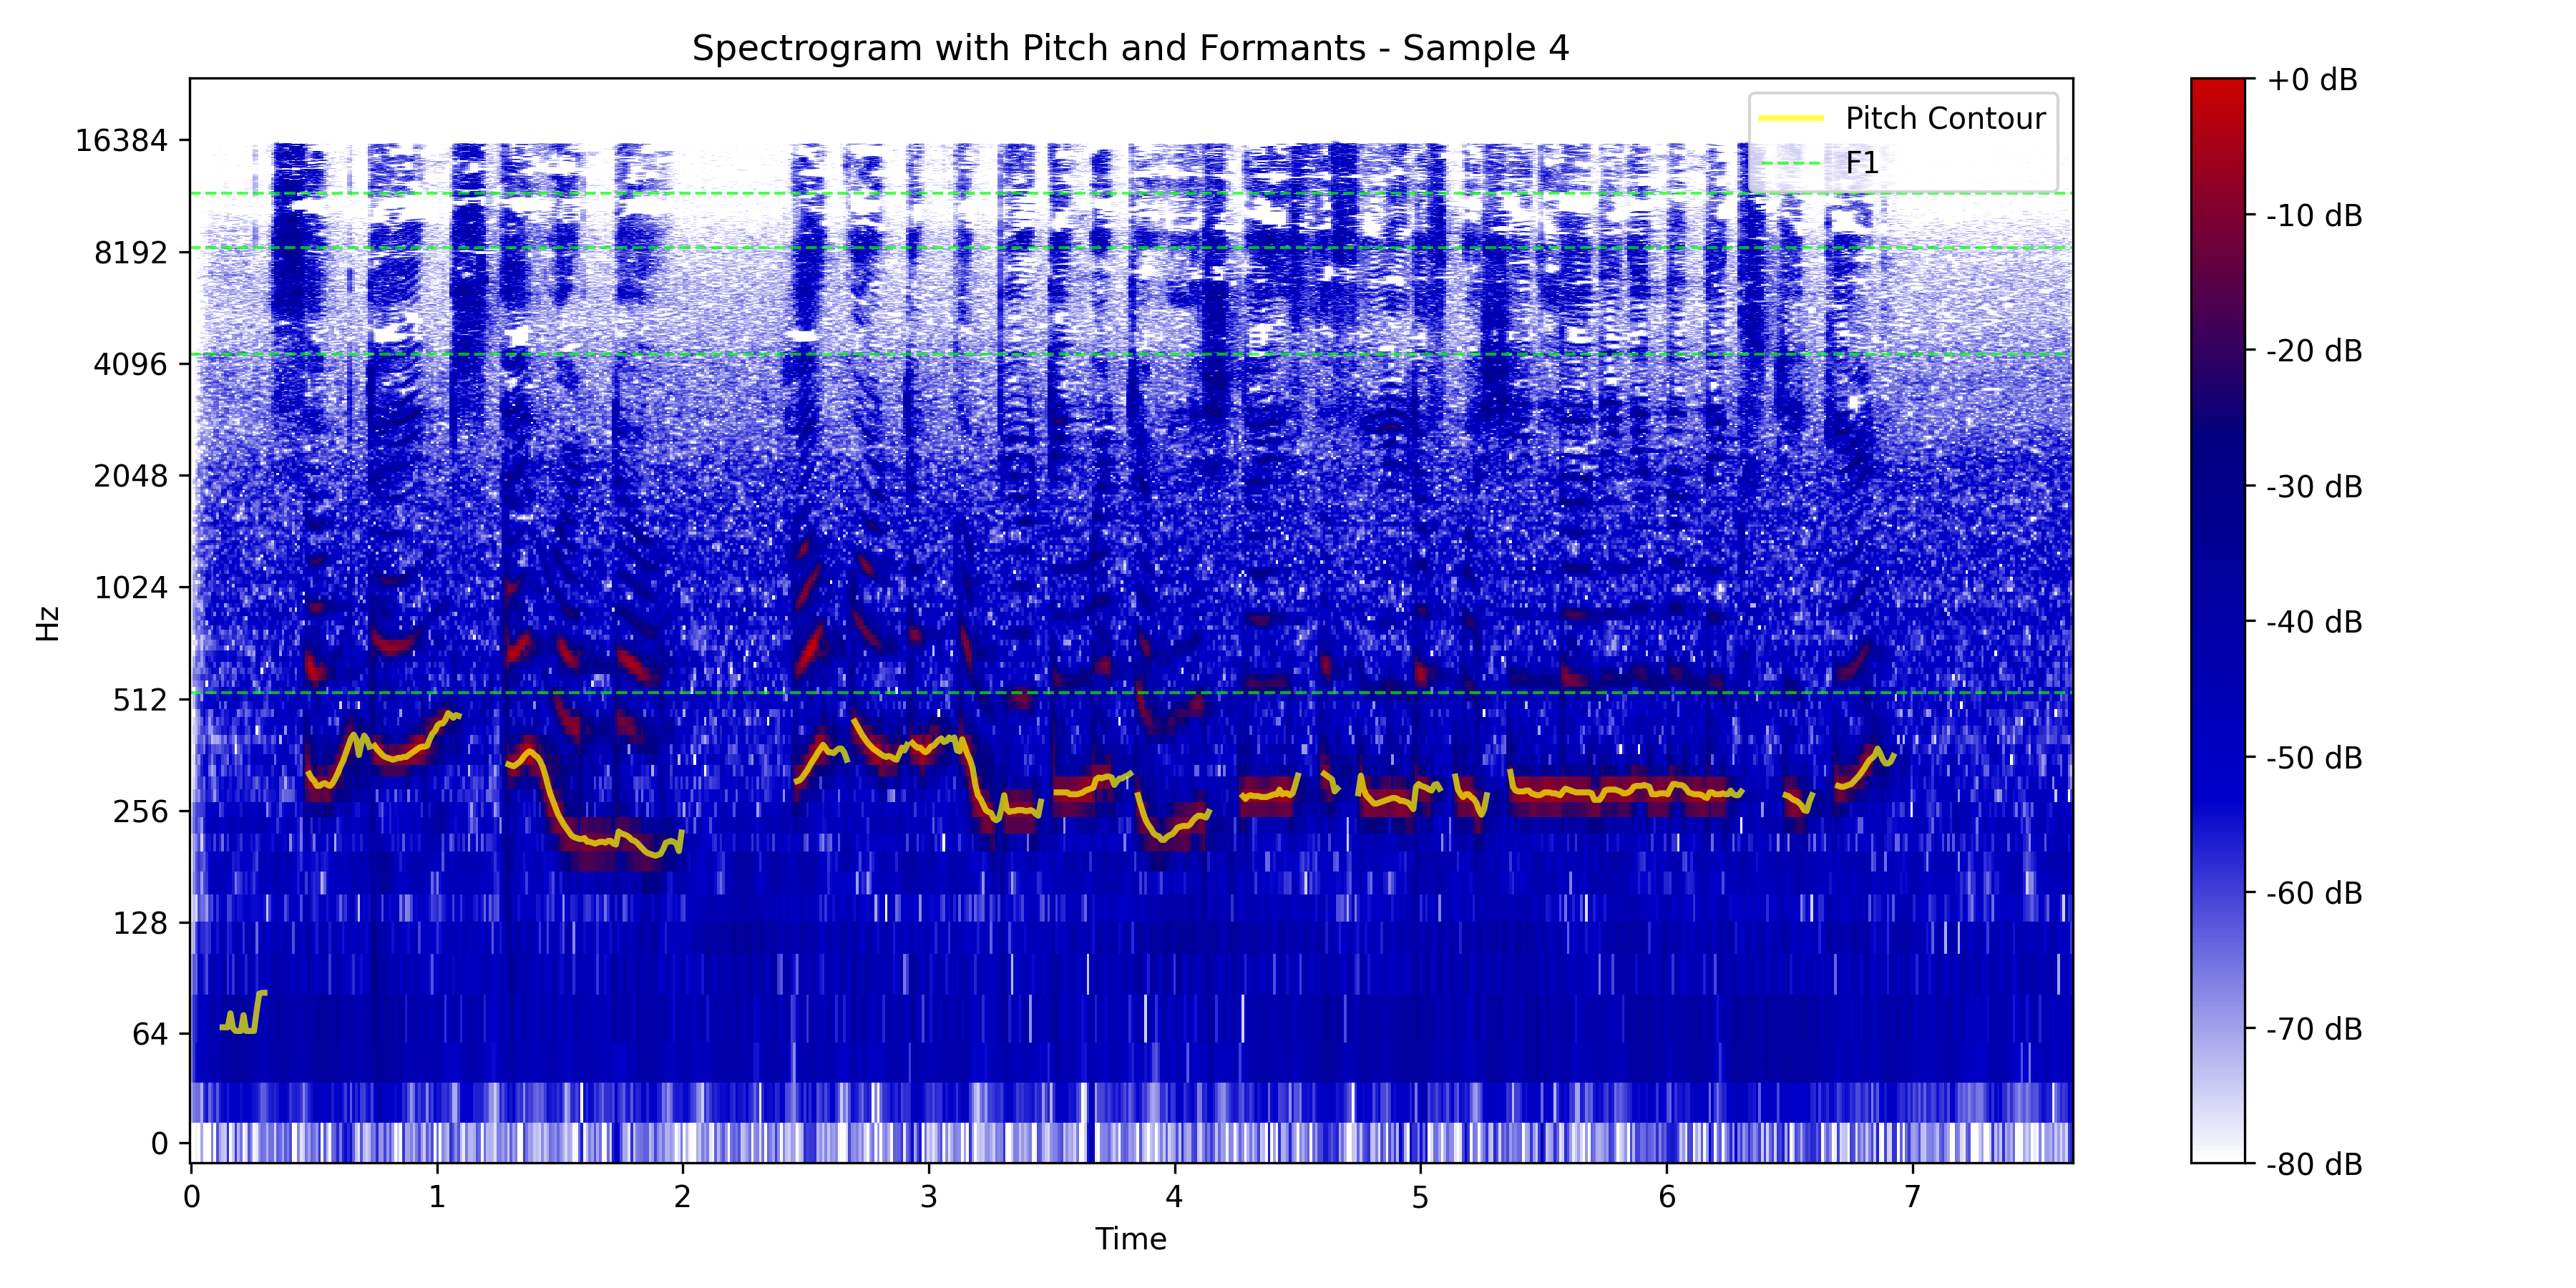 Spectrogram with Pitch and Formants - Sample 4
Pitch Contour
F1
Hz
16384
8192
4096
2048
1024
512
256
128
64
0
0 1 2 3 4 5 6 7
Time
+0 dB
-10 dB
-20 dB
-30 dB
-40 dB
-50 dB
-60 dB
-70 dB
-80 dB